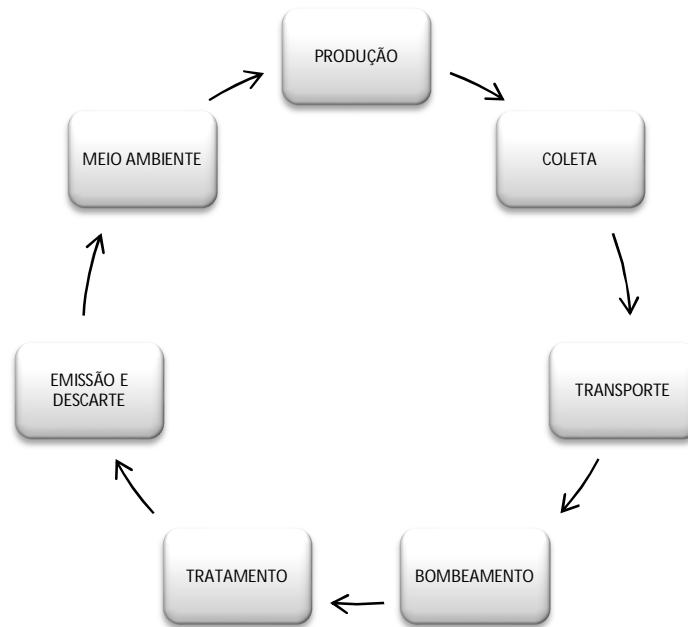 PRODUÇÃO
COLETA
TRANSPORTE
BOMBEAMENTO
TRATAMENTO
EMISSÃO E
DESCARTE
MEIO AMBIENTE